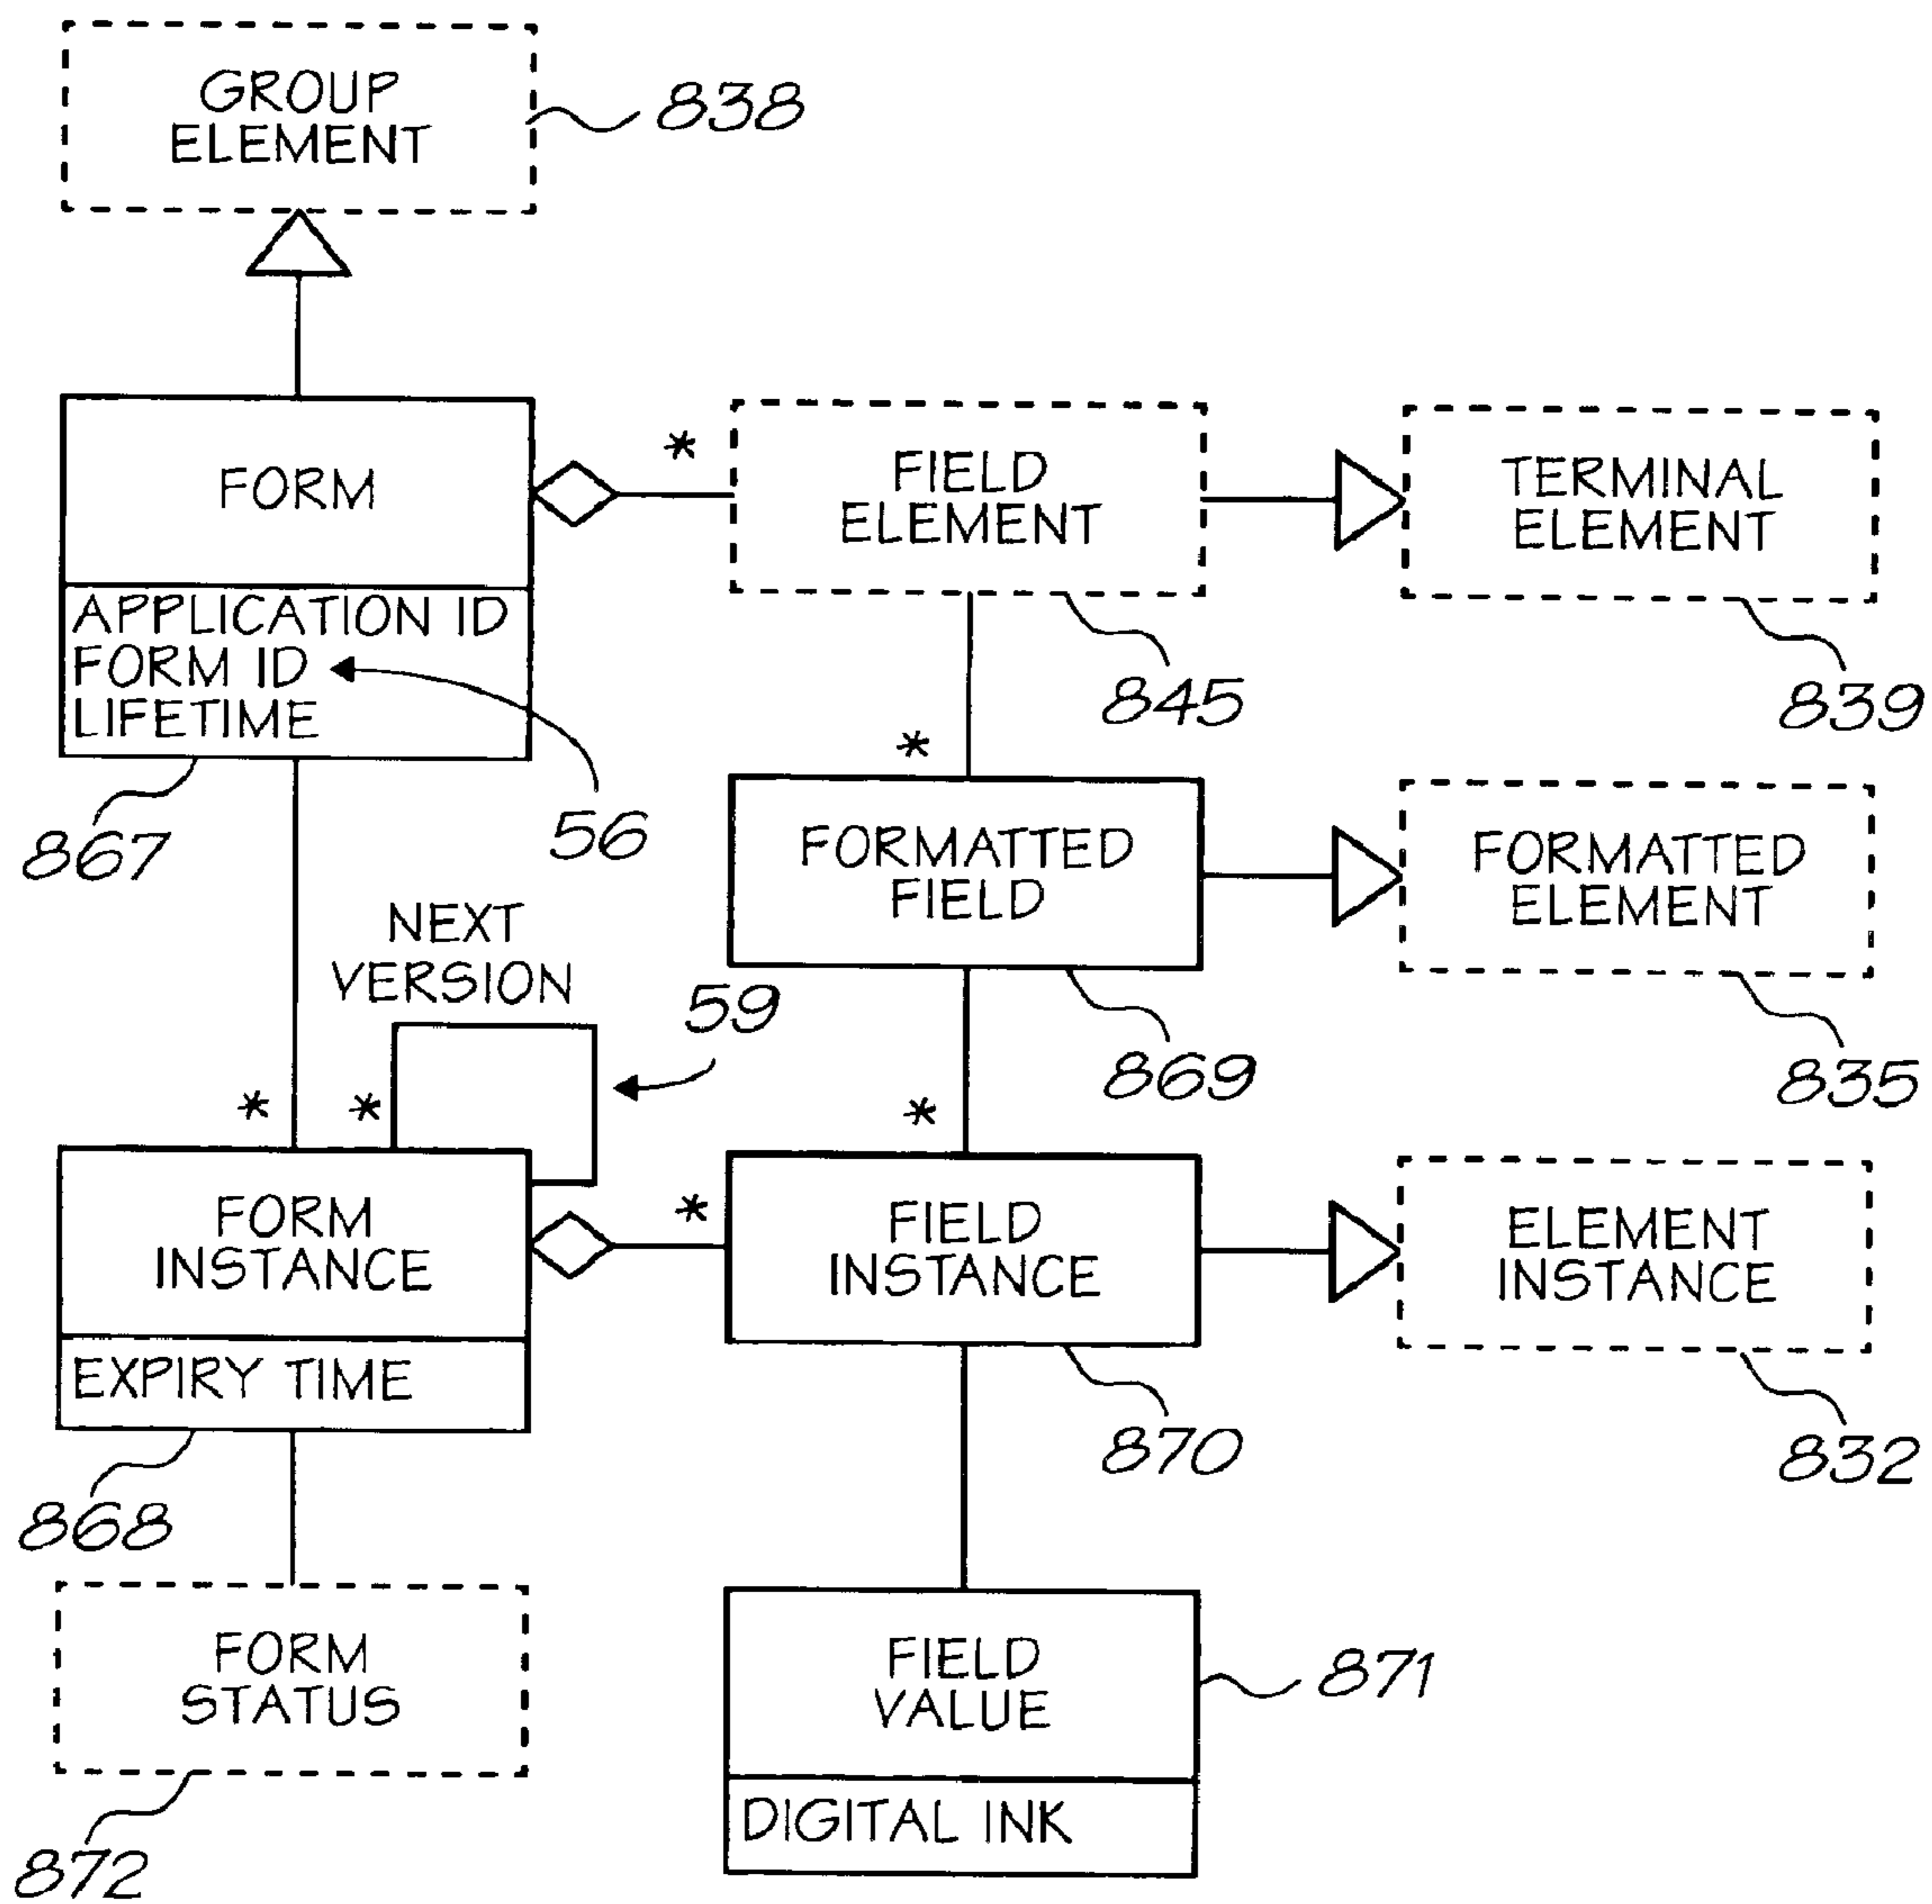 GROUP
ELEMENT
838
FORM
APPLICATION ID
FORM ID
LIFETIME
867
56
*
FIELD
ELEMENT
845
TERMINAL
ELEMENT
839
*
FORMATTED
FIELD
869
FORMATTED
ELEMENT
835
NEXT
VERSION
59
*
*
FORM
INSTANCE
EXPIRY TIME
868
*
*
FIELD
INSTANCE
870
ELEMENT
INSTANCE
832
FORM
STATUS
872
FIELD
VALUE
DIGITAL INK
871